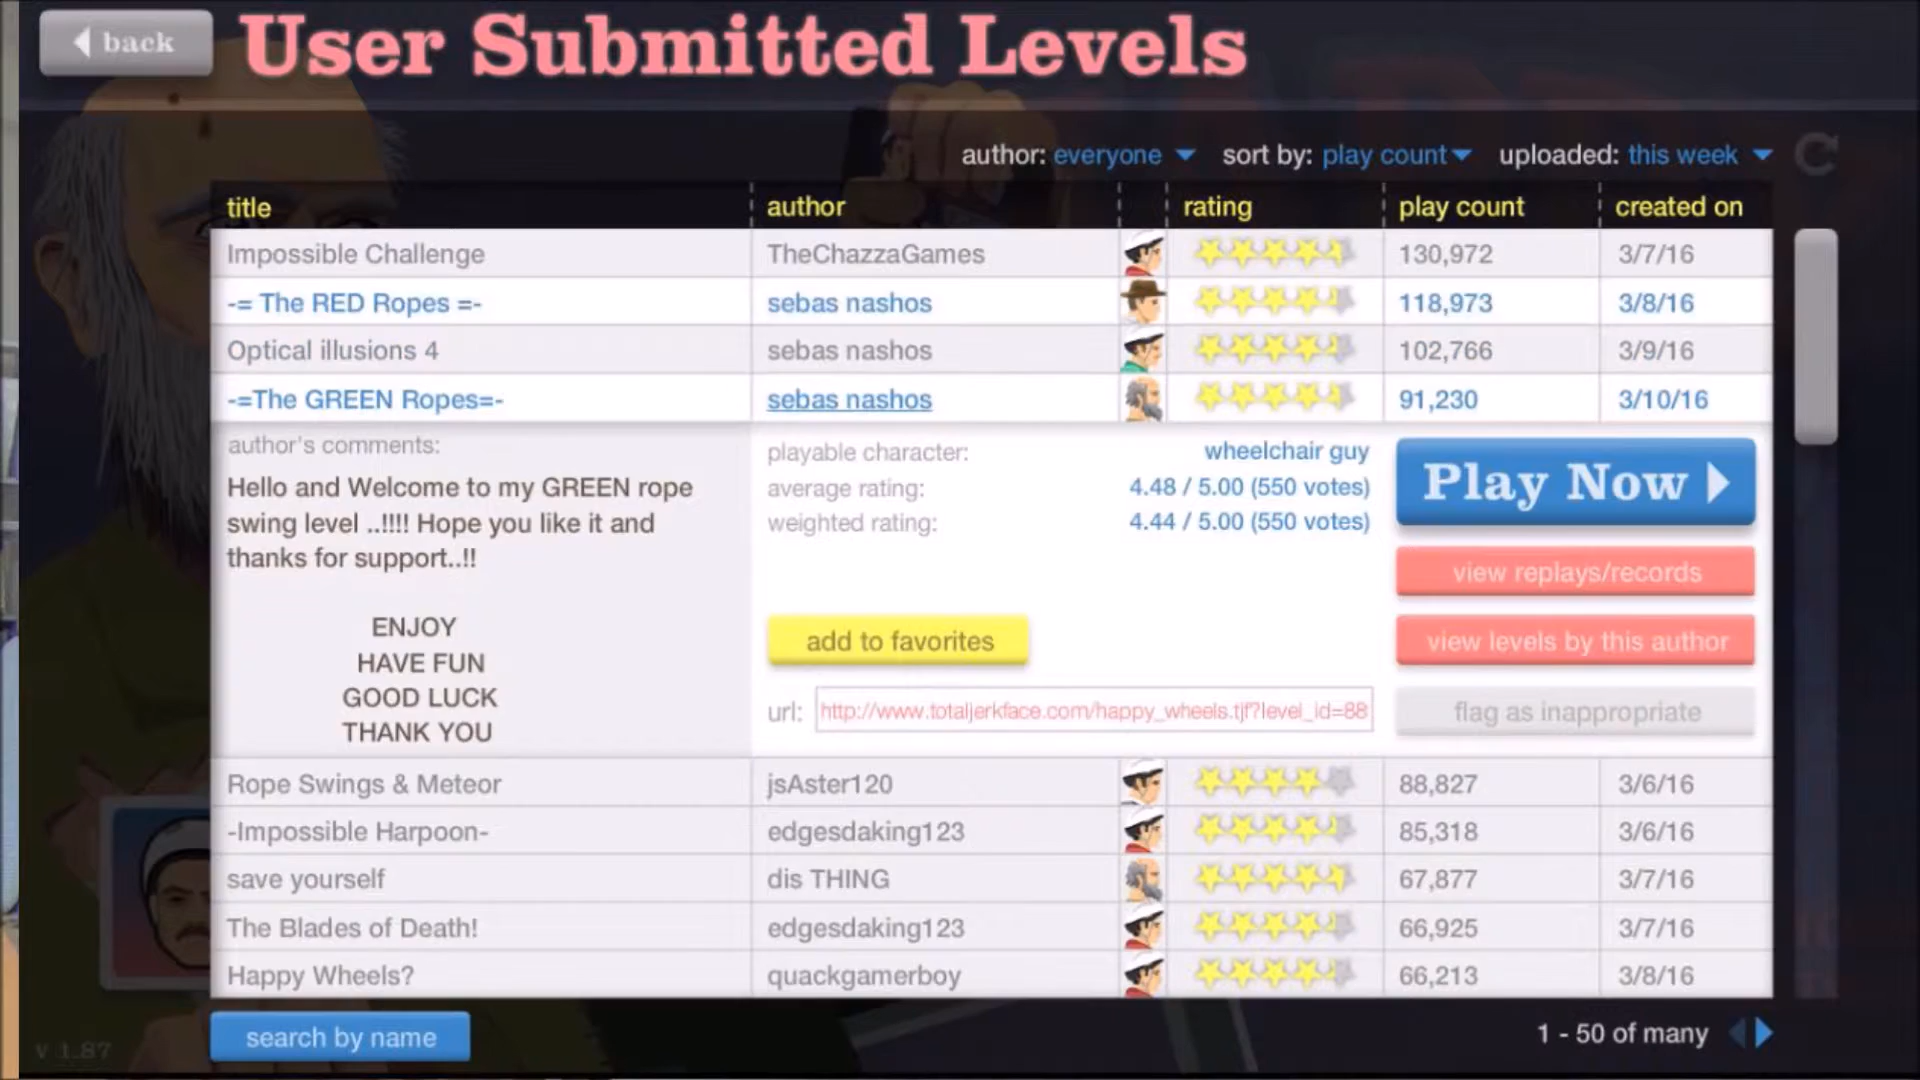 back
User Submitted Levels
author: everyone sort by: play count uploaded: this week
title author rating play count created on
Impossible Challenge TheChazzaGames 130,972 3/7/16
-= The RED Ropes =- sebas nashos 118,973 3/8/16
Optical illusions 4 sebas nashos 102,766 3/9/16
-=The GREEN Ropes=- sebas nashos 91,230 3/10/16
author's comments:
Hello and Welcome to my GREEN rope
swing level ..!!!! Hope you like it and
thanks for support..!!
ENJOY
HAVE FUN
GOOD LUCK
THANK YOU
playable character: wheelchair guy
average rating: 4.48 / 5.00 (550 votes)
weighted rating: 4.44 / 5.00 (550 votes)
add to favorites
url: http://www.totaljerkface.com/happy_wheels.tjf?level_id=88
Play Now
view replays/records
view levels by this author
flag as inappropriate
Rope Swings & Meteor jsAster120 88,827 3/6/16
-Impossible Harpoon- edgesdaking123 85,318 3/6/16
save yourself dis THING 67,877 3/7/16
The Blades of Death! edgesdaking123 66,925 3/7/16
Happy Wheels? quackgamerboy 66,213 3/8/16
search by name
1 - 50 of many
v 1.87